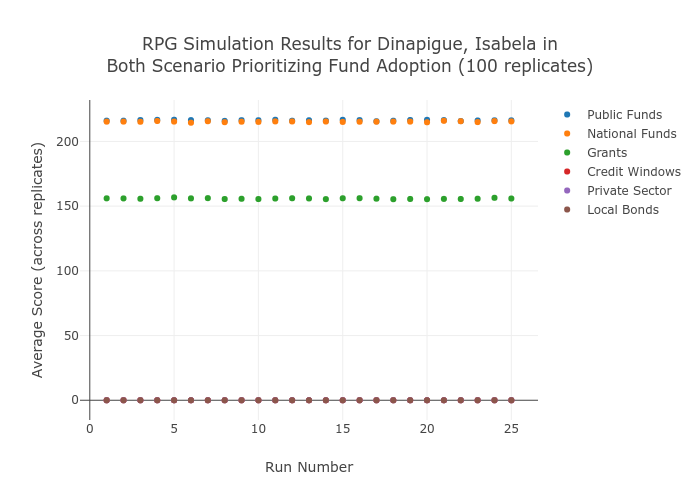 RPG Simulation Results for Dinapigue, Isabela in
Both Scenario Prioritizing Fund Adoption (100 replicates)
Public Funds
National Funds
Grants
Credit Windows
Private Sector
Local Bonds
Average Score (across replicates)
200
150
100
50
0
0
5
10
15
20
25
Run Number